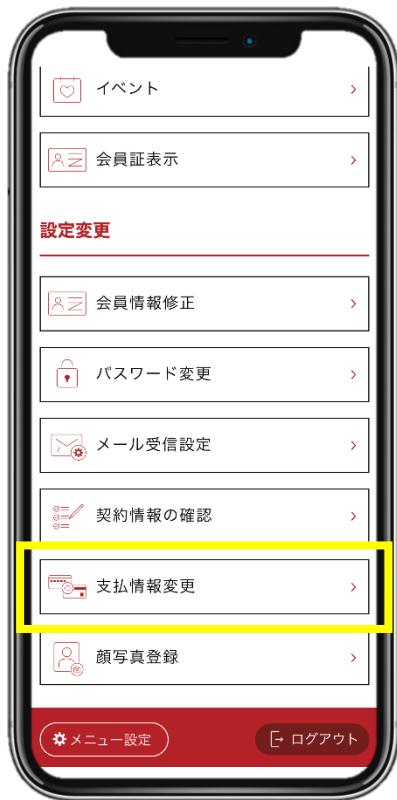 イベント
会員証表示
設定変更
会員情報修正
パスワード変更
メール受信設定
契約情報の確認
支払情報変更
顔写真登録
メニュー設定
ログアウト